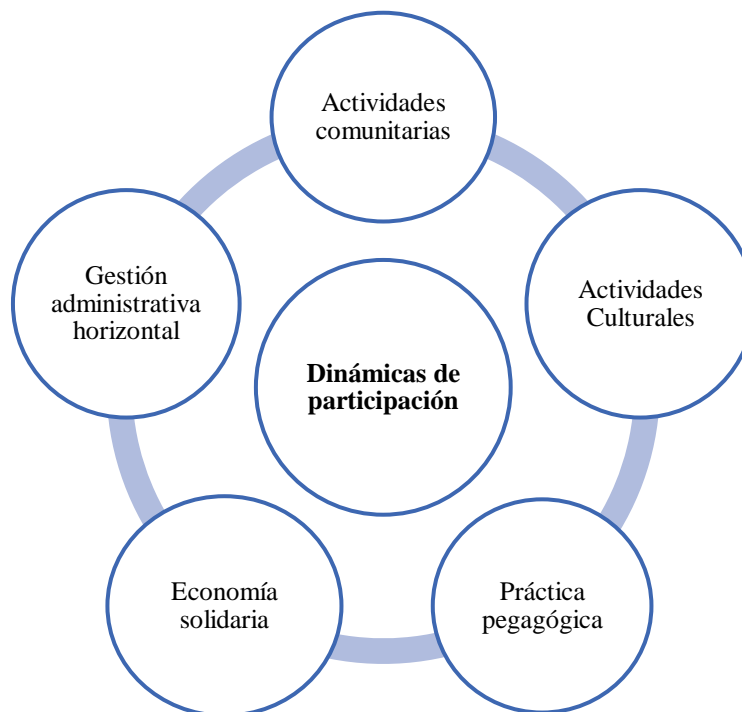 Actividades
comunitarias
Actividades
Culturales
Práctica
pegagógica
Economía
solidaria
Gestión
administrativa
horizontal
Dinámicas de
participación